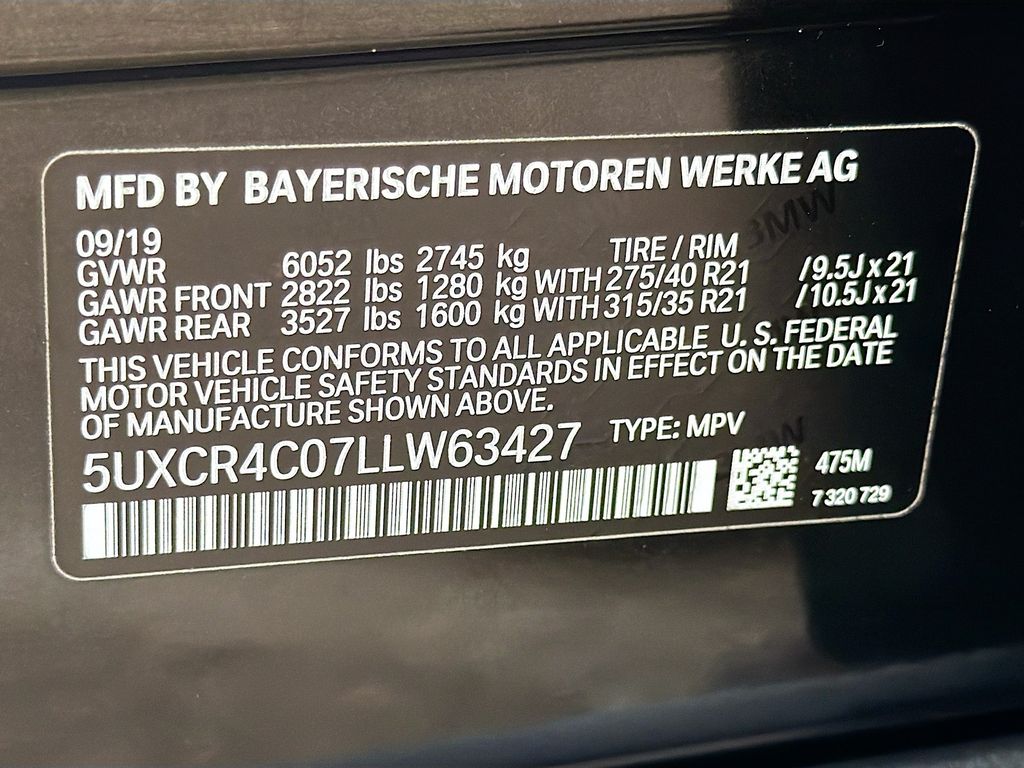 MFD BY BAYERISCHE MOTOREN WERKE AG
09/19 TIRE / RIM
GVWR 6052 lbs 2745 kg
GAWR FRONT 2822 lbs 1280 kg WITH 275/40 R21 /9.5J x 21
GAWR REAR 3527 lbs 1600 kg WITH 315/35 R21 /10.5J x 21
THIS VEHICLE CONFORMS TO ALL APPLICABLE U. S. FEDERAL
MOTOR VEHICLE SAFETY STANDARDS IN EFFECT ON THE DATE
OF MANUFACTURE SHOWN ABOVE.
5UXCR4C07LLW63427 TYPE: MPV
475M
7 320 729
BMW